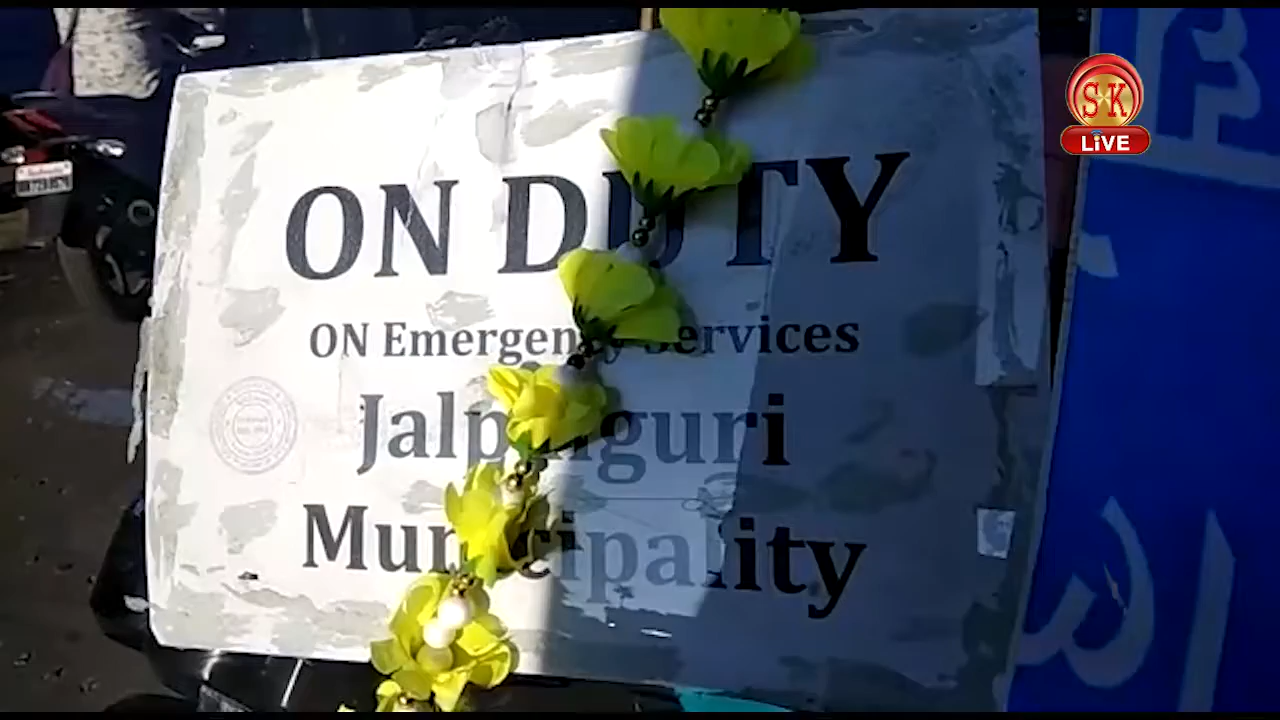 ON DUTY
ON Emergency Services
Jalpaiguri
Municipality
SK
LiVE